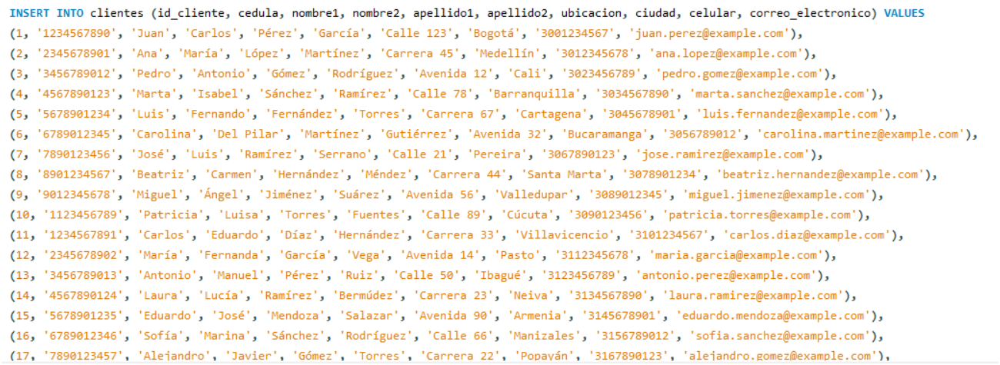 INSERT INTO clientes (id_cliente, cedula, nombre1, nombre2, apellido1, apellido2, ubicacion, ciudad, celular, correo_electronico) VALUES
(1, '1234567890', 'Juan', 'Carlos', 'Pérez', 'García', 'Calle 123', 'Bogotá', '3001234567', 'juan.perez@example.com'),
(2, '2345678901', 'Ana', 'María', 'López', 'Martínez', 'Carrera 45', 'Medellín', '3012345678', 'ana.lopez@example.com'),
(3, '3456789012', 'Pedro', 'Antonio', 'Gómez', 'Rodríguez', 'Avenida 12', 'Cali', '3023456789', 'pedro.gomez@example.com'),
(4, '4567890123', 'Marta', 'Isabel', 'Sánchez', 'Ramírez', 'Calle 78', 'Barranquilla', '3034567890', 'marta.sanchez@example.com'),
(5, '5678901234', 'Luis', 'Fernando', 'Fernández', 'Torres', 'Carrera 67', 'Cartagena', '3045678901', 'luis.fernandez@example.com'),
(6, '6789012345', 'Carolina', 'Del Pilar', 'Martínez', 'Gutiérrez', 'Avenida 32', 'Bucaramanga', '3056789012', 'carolina.martinez@example.com'),
(7, '7890123456', 'José', 'Luis', 'Ramírez', 'Serrano', 'Calle 21', 'Pereira', '3067890123', 'jose.ramirez@example.com'),
(8, '8901234567', 'Beatriz', 'Carmen', 'Hernández', 'Méndez', 'Carrera 44', 'Santa Marta', '3078901234', 'beatriz.hernandez@example.com'),
(9, '9012345678', 'Miguel', 'Ángel', 'Jiménez', 'Suárez', 'Avenida 56', 'Valledupar', '3089012345', 'miguel.jimenez@example.com'),
(10, '1123456789', 'Patricia', 'Luisa', 'Torres', 'Fuentes', 'Calle 89', 'Cúcuta', '3090123456', 'patricia.torres@example.com'),
(11, '1234567891', 'Carlos', 'Eduardo', 'Díaz', 'Hernández', 'Carrera 33', 'Villavicencio', '3101234567', 'carlos.diaz@example.com'),
(12, '2345678902', 'María', 'Fernanda', 'García', 'Vega', 'Avenida 14', 'Pasto', '3112345678', 'maria.garcia@example.com'),
(13, '3456789013', 'Antonio', 'Manuel', 'Pérez', 'Ruiz', 'Calle 50', 'Ibagué', '3123456789', 'antonio.perez@example.com'),
(14, '4567890124', 'Laura', 'Lucía', 'Ramírez', 'Bermúdez', 'Carrera 23', 'Neiva', '3134567890', 'laura.ramirez@example.com'),
(15, '5678901235', 'Eduardo', 'José', 'Mendoza', 'Salazar', 'Avenida 90', 'Armenia', '3145678901', 'eduardo.mendoza@example.com'),
(16, '6789012346', 'Sofía', 'Marina', 'Sánchez', 'Rodríguez', 'Calle 66', 'Manizales', '3156789012', 'sofia.sanchez@example.com'),
(17, '7890123457', 'Alejandro', 'Javier', 'Gómez', 'Torres', 'Carrera 22', 'Popayán', '3167890123', 'alejandro.gomez@example.com'),